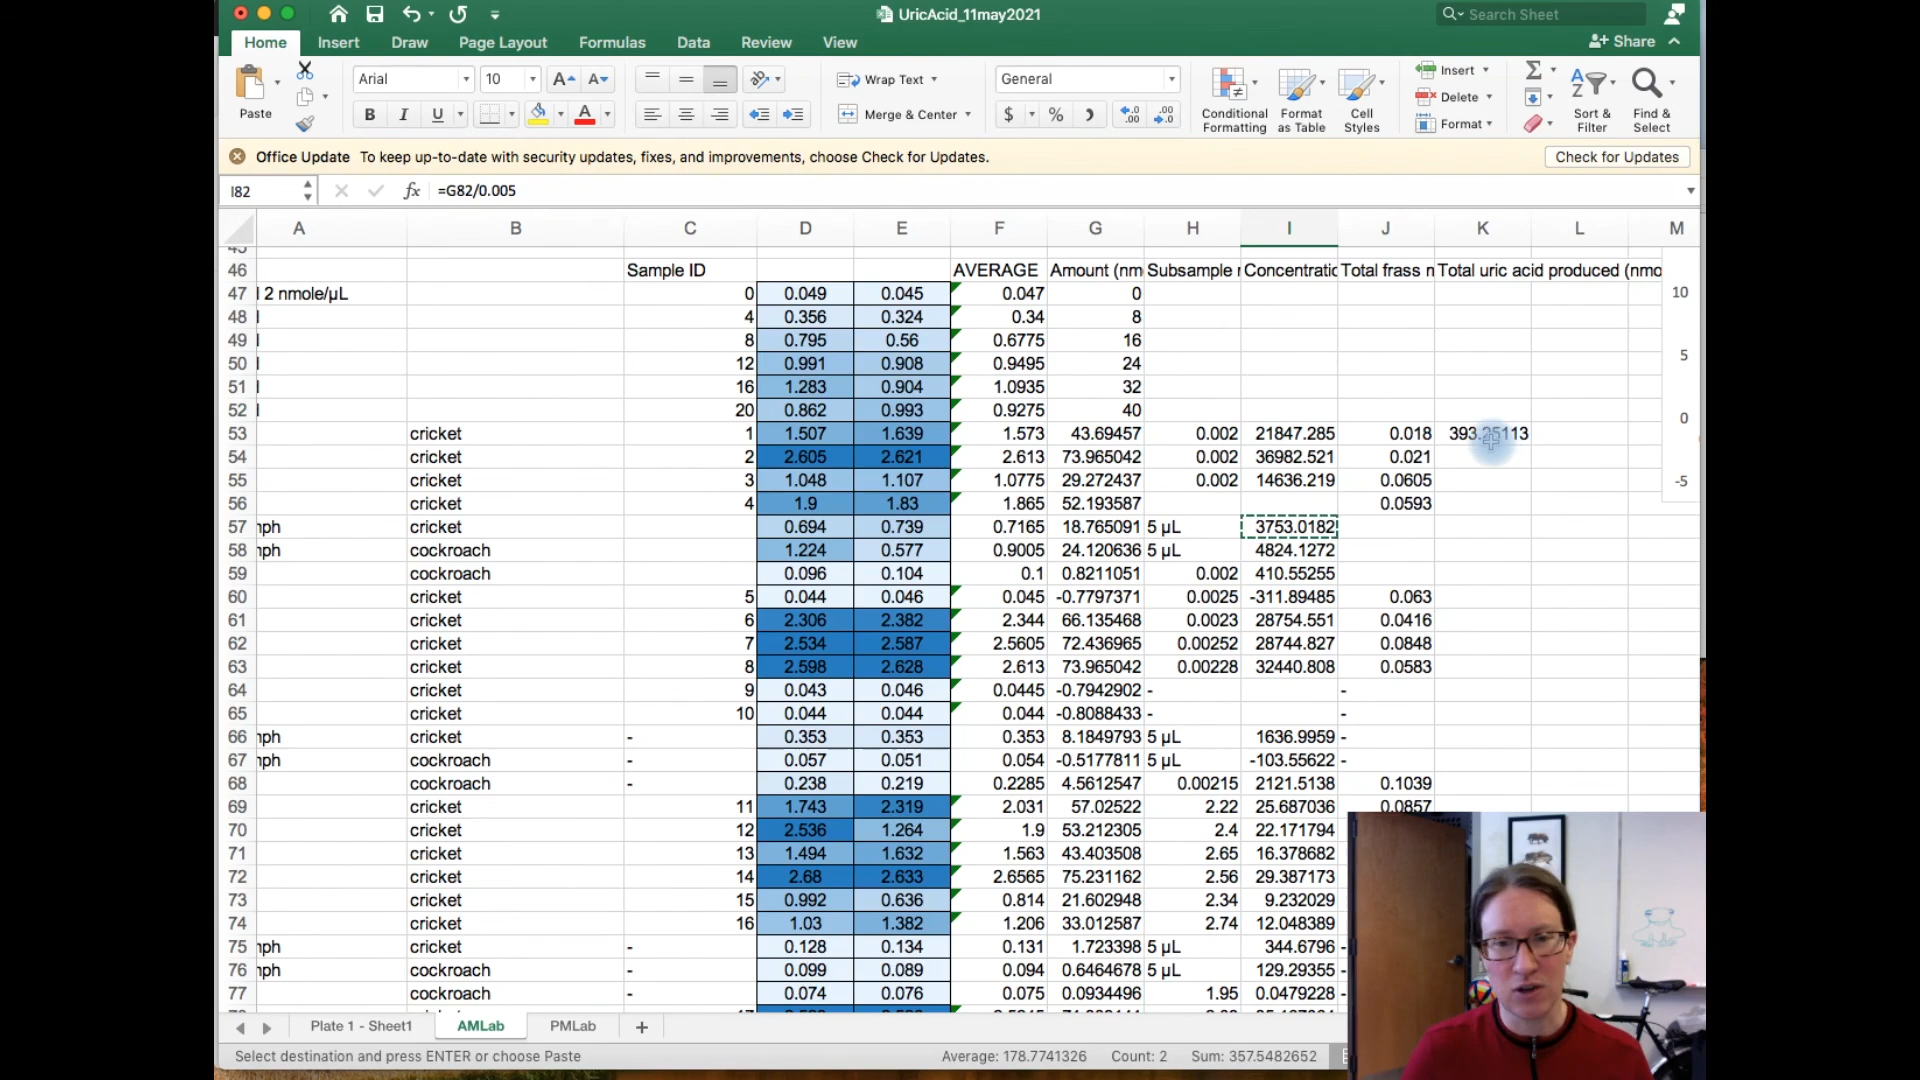 UricAcid_11may2021
Search Sheet
Home Insert Draw Page Layout Formulas Data Review View
Share
Paste
Arial 10
Wrap Text
Merge & Center
General
Conditional Formatting
Format as Table
Cell Styles
Insert
Delete
Format
Sort & Filter
Find & Select
Office Update To keep up-to-date with security updates, fixes, and improvements, choose Check for Updates.
Check for Updates
I82 fx =G82/0.005
A B C D E F G H I J K L M
46 Sample ID AVERAGE Amount (nm Subsample Concentratio Total frass Total uric acid produced (nmo
47 2 nmole/µL 0 0.049 0.045 0.047 0
48 4 0.356 0.324 0.34 8
49 8 0.795 0.56 0.6775 16
50 12 0.991 0.908 0.9495 24
51 16 1.283 0.904 1.0935 32
52 20 0.862 0.993 0.9275 40
53 cricket 1 1.507 1.639 1.573 43.69457 0.002 21847.285 0.018 393.25113
54 cricket 2 2.605 2.621 2.613 73.965042 0.002 36982.521 0.021
55 cricket 3 1.048 1.107 1.0775 29.272437 0.002 14636.219 0.0605
56 cricket 4 1.9 1.83 1.865 52.193587 0.0593
57 nph cricket 0.694 0.739 0.7165 18.765091 5 µL 3753.0182
58 nph cockroach 1.224 0.577 0.9005 24.120636 5 µL 4824.1272
59 cockroach 0.096 0.104 0.1 0.8211051 0.002 410.55255
60 cricket 5 0.044 0.046 0.045 -0.7797371 0.0025 -311.89485 0.063
61 cricket 6 2.306 2.382 2.344 66.135468 0.0023 28754.551 0.0416
62 cricket 7 2.534 2.587 2.5605 72.436965 0.00252 28744.827 0.0848
63 cricket 8 2.598 2.628 2.613 73.965042 0.00228 32440.808 0.0583
64 cricket 9 0.043 0.046 0.0445 -0.7942902 - -
65 cricket 10 0.044 0.044 0.044 -0.8088433 - -
66 nph cricket - 0.353 0.353 0.353 8.1849793 5 µL 1636.9959 -
67 nph cockroach - 0.057 0.051 0.054 -0.5177811 5 µL -103.55622 -
68 cockroach - 0.238 0.219 0.2285 4.5612547 0.00215 2121.5138 0.1039
69 cricket 11 1.743 2.319 2.031 57.02522 2.22 25.687036 0.0857
70 cricket 12 2.536 1.264 1.9 53.212305 2.4 22.171794
71 cricket 13 1.494 1.632 1.563 43.403508 2.65 16.378682
72 cricket 14 2.68 2.633 2.6565 75.231162 2.56 29.387173
73 cricket 15 0.992 0.636 0.814 21.602948 2.34 9.232029
74 cricket 16 1.03 1.382 1.206 33.012587 2.74 12.048389
75 nph cricket - 0.128 0.134 0.131 1.723398 5 µL 344.6796 -
76 nph cockroach - 0.099 0.089 0.094 0.6464678 5 µL 129.29355 -
77 cockroach - 0.074 0.076 0.075 0.0934496 1.95 0.0479228 -
10
5
0
-5
Plate 1 - Sheet1 AMLab PMLab +
Select destination and press ENTER or choose Paste Average: 178.7741326 Count: 2 Sum: 357.5482652